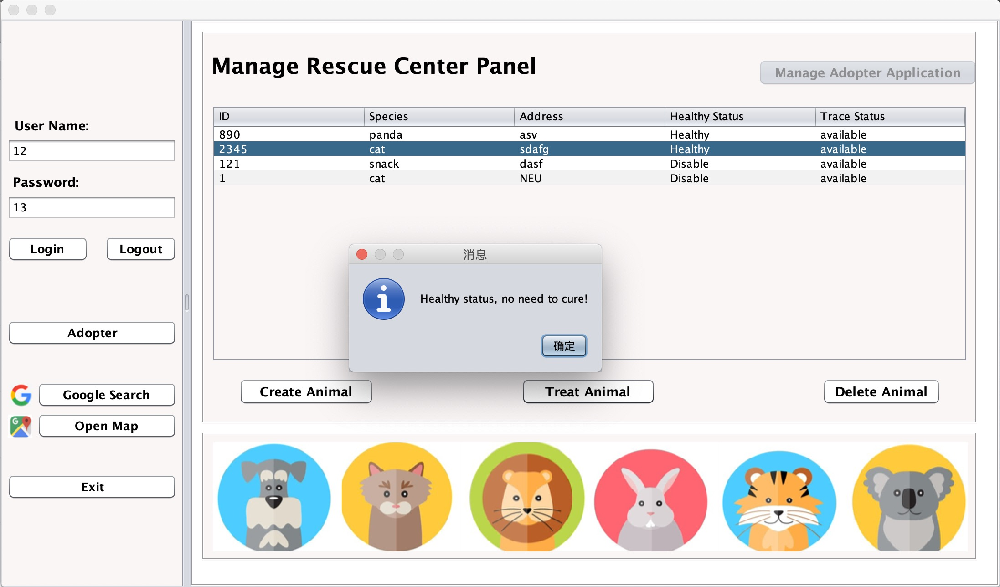 User Name:
12
Password:
13
Login
Logout
Adopter
Google Search
Open Map
Exit
Manage Rescue Center Panel
Manage Adopter Application
ID Species Address Healthy Status Trace Status
890 panda asv Healthy available
2345 cat sdafg Healthy available
121 snack dasf Disable available
1 cat NEU Disable available
消息
Healthy status, no need to cure!
确定
Create Animal
Treat Animal
Delete Animal